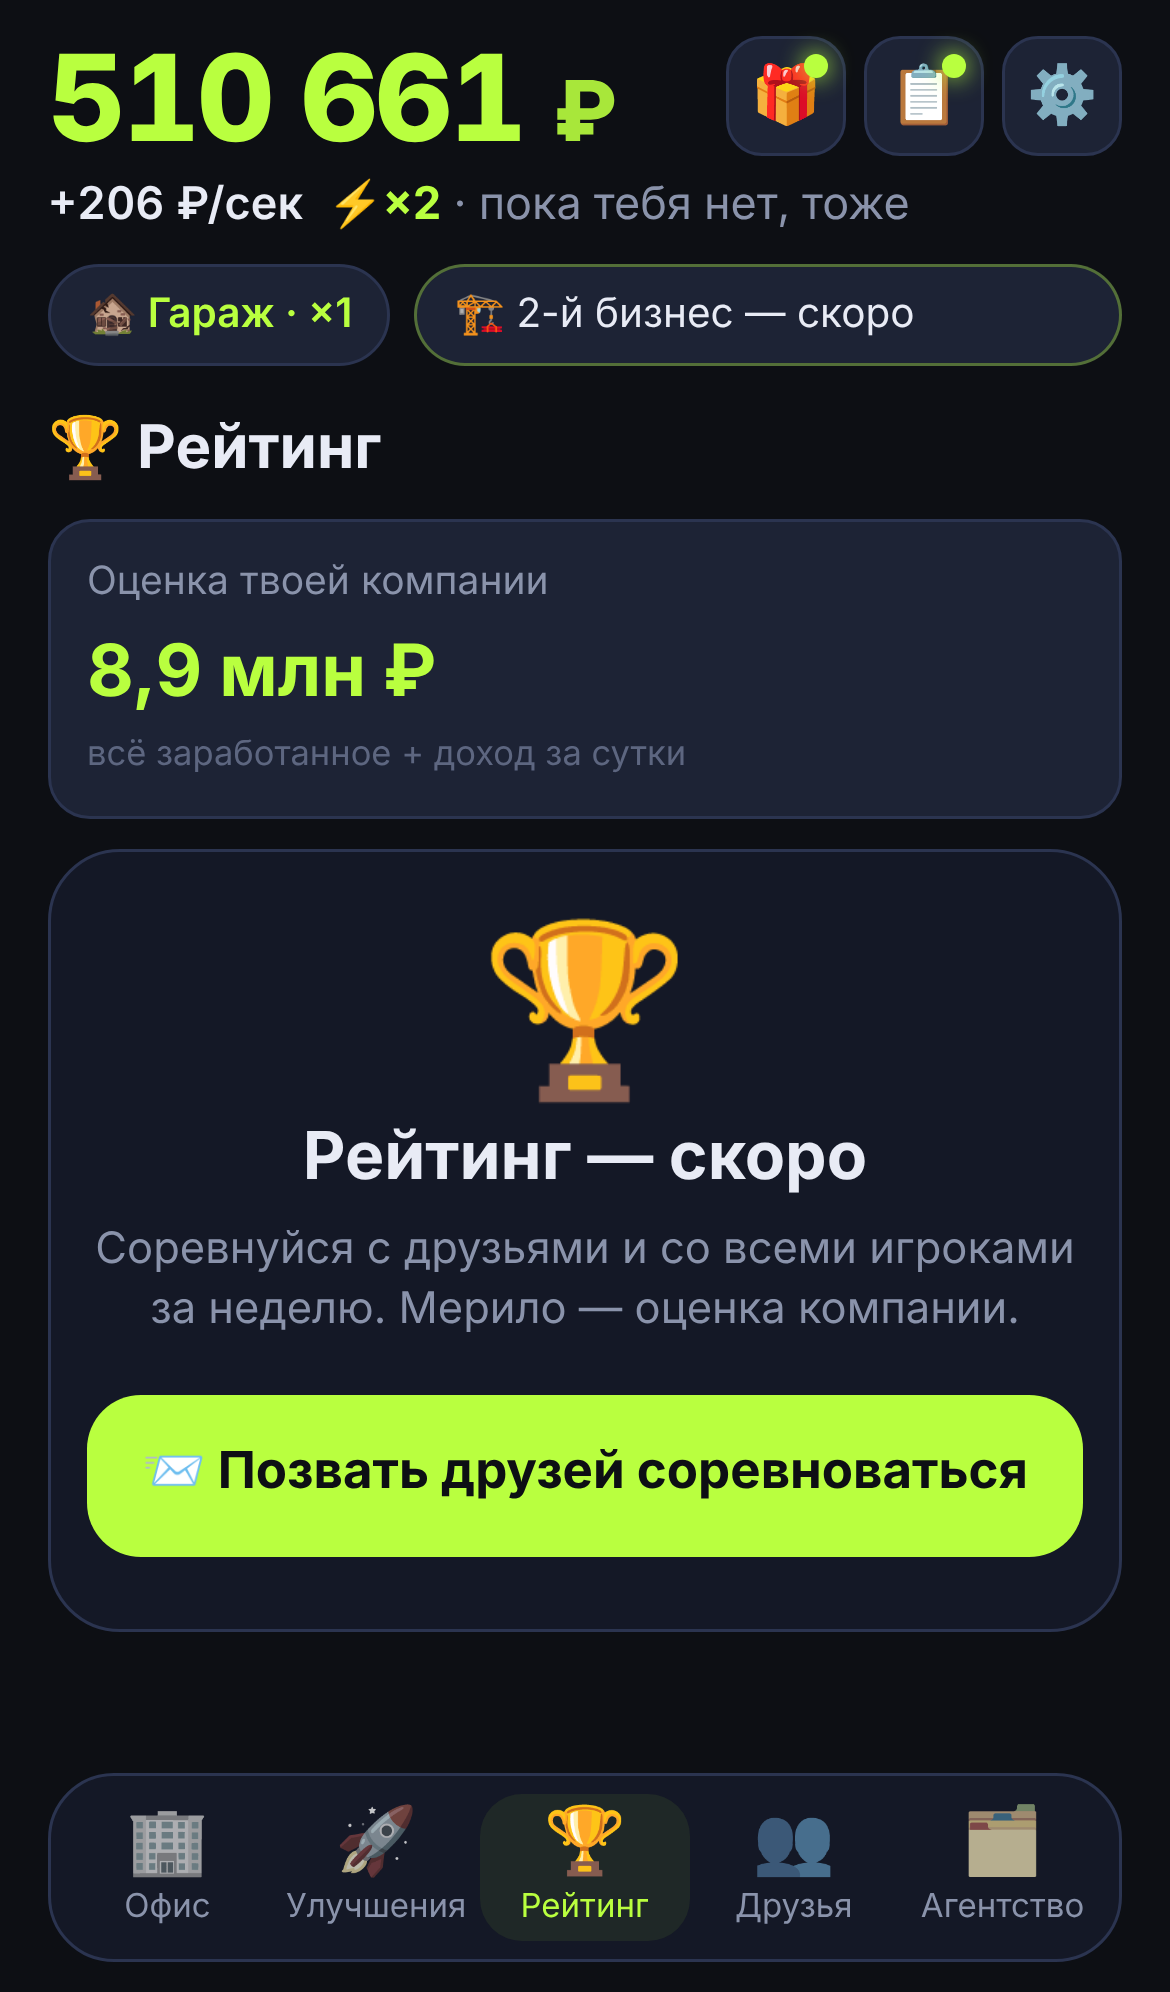 510 661 ₽
+206 ₽/сек ⚡×2 · пока тебя нет, тоже
Гараж · ×1
2-й бизнес — скоро
Рейтинг
Оценка твоей компании
8,9 млн ₽
всё заработанное + доход за сутки
Рейтинг — скоро
Соревнуйся с друзьями и со всеми игроками
за неделю. Мерило — оценка компании.
Позвать друзей соревноваться
Офис
Улучшения
Рейтинг
Друзья
Агентство